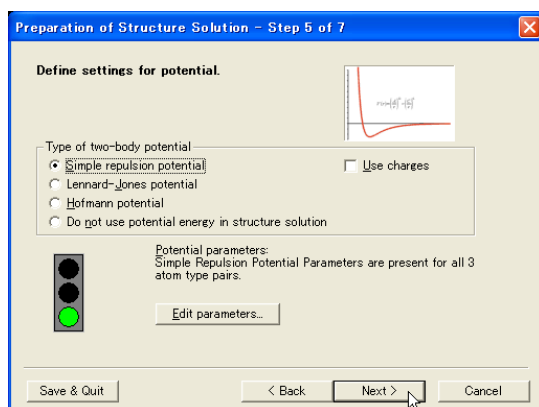 Preparation of Structure Solution - Step 5 of 7
Define settings for potential.
Type of two-body potential
Simple repulsion potential
Use charges
Lennard-Jones potential
Hofmann potential
Do not use potential energy in structure solution
Potential parameters:
Simple Repulsion Potential Parameters are present for all 3
atom type pairs.
Edit parameters...
Save & Quit
< Back
Next >
Cancel